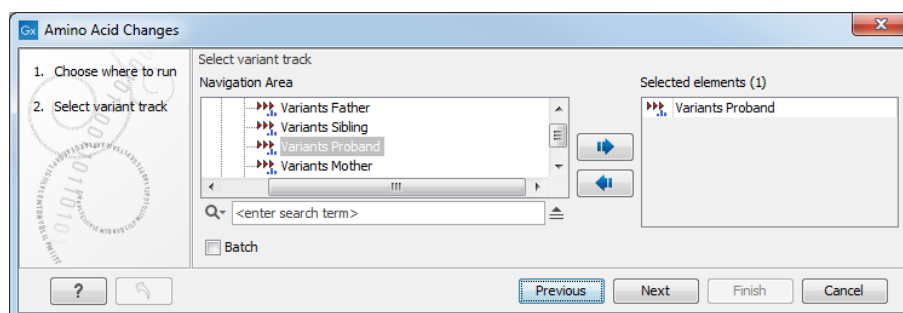 Gx Amino Acid Changes
X
1. Choose where to run
2. Select variant track
Select variant track
Navigation Area
Variants Father
Variants Sibling
Variants Proband
Variants Mother
<enter search term>
Batch
Selected elements (1)
Variants Proband
?
Previous
Next
Finish
Cancel